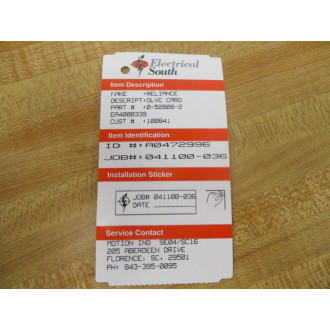 Electrical
South
Item Description
MAKE :RELIANCE
DESCRIPT:OLVC CARD
PART # :0-52808-2
EA4000339
CUST # :100841
Item Identification
ID #:A0472996
JOB#:041100-036
Installation Sticker
JOB# 041100-036
DATE
Service Contact
MOTION IND SE04/SC16
205 ABERDEEN DRIVE
FLORENCE, SC, 29501
PH: 843-395-0095